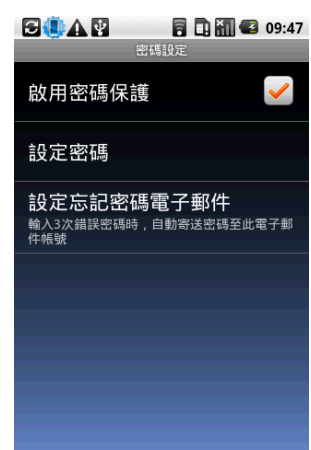 09:47
密碼設定
啟用密碼保護
設定密碼
設定忘記密碼電子郵件
輸入3次錯誤密碼時，自動寄送密碼至此電子郵
件帳號